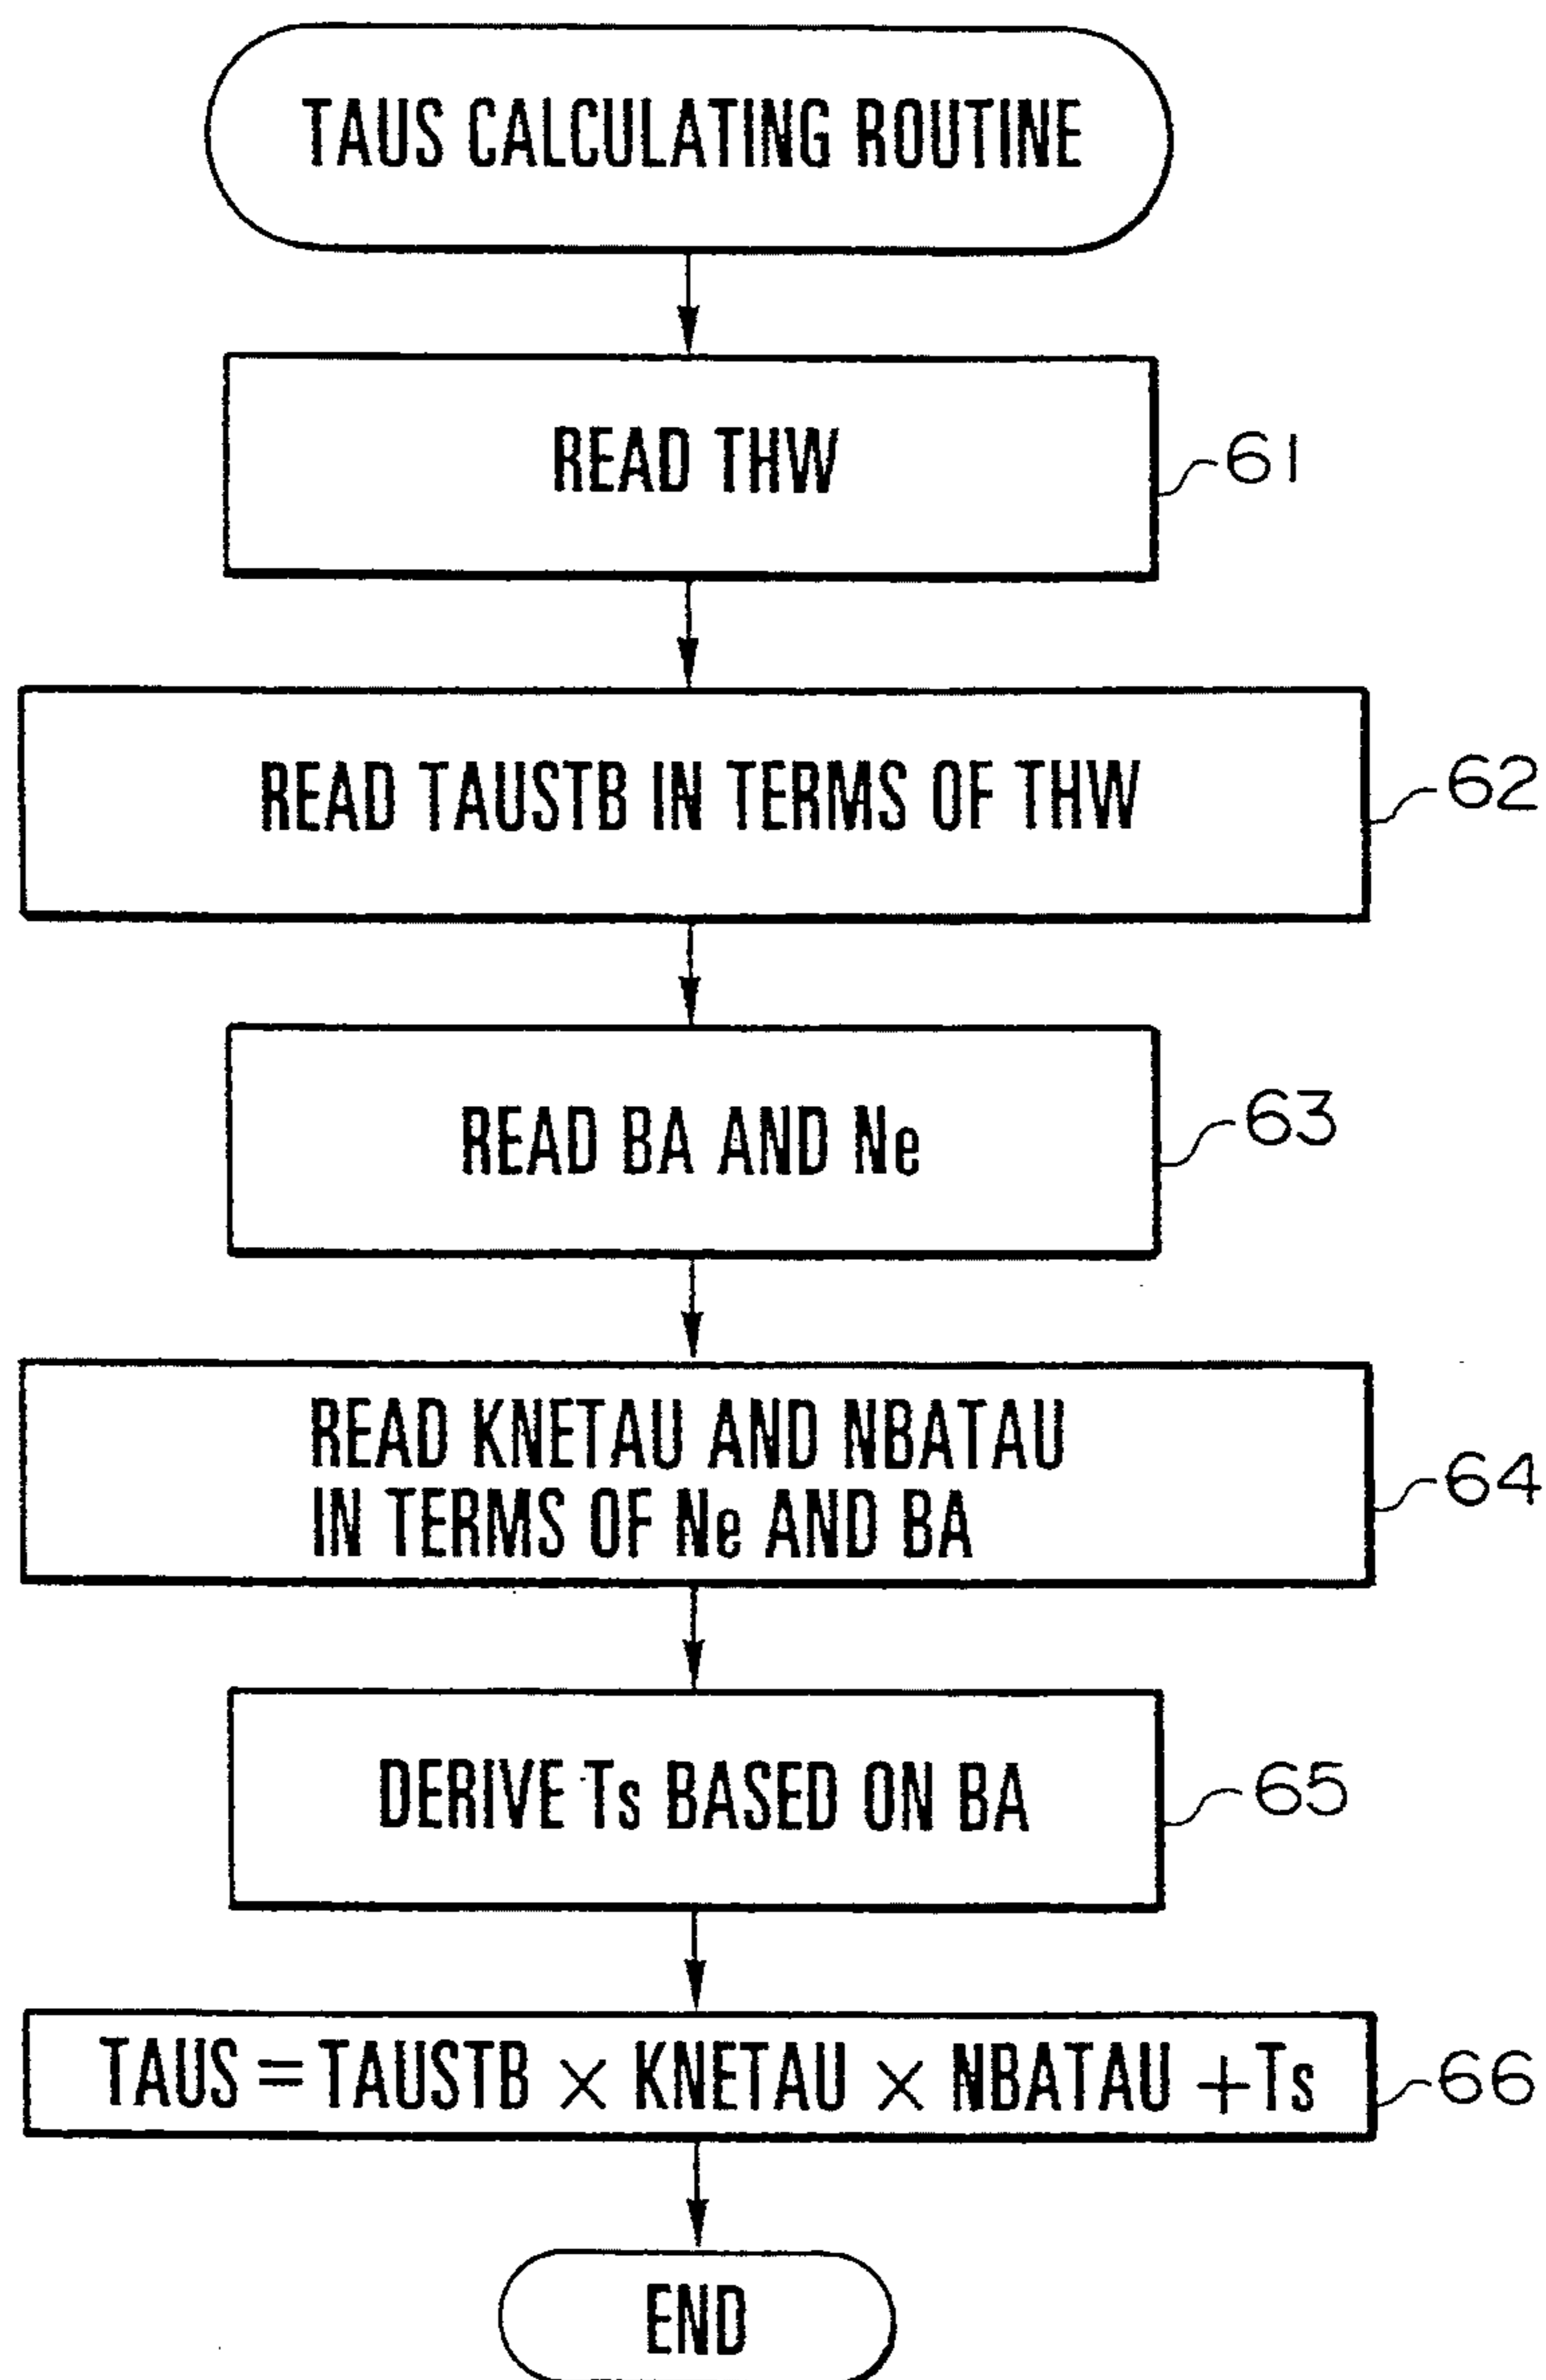 TAUS CALCULATING ROUTINE
READ THW
61
READ TAUSTB IN TERMS OF THW
62
READ BA AND Ne
63
READ KNETAU AND NBATAU
IN TERMS OF Ne AND BA
64
DERIVE Ts BASED ON BA
65
TAUS = TAUSTB × KNETAU × NBATAU + Ts
66
END